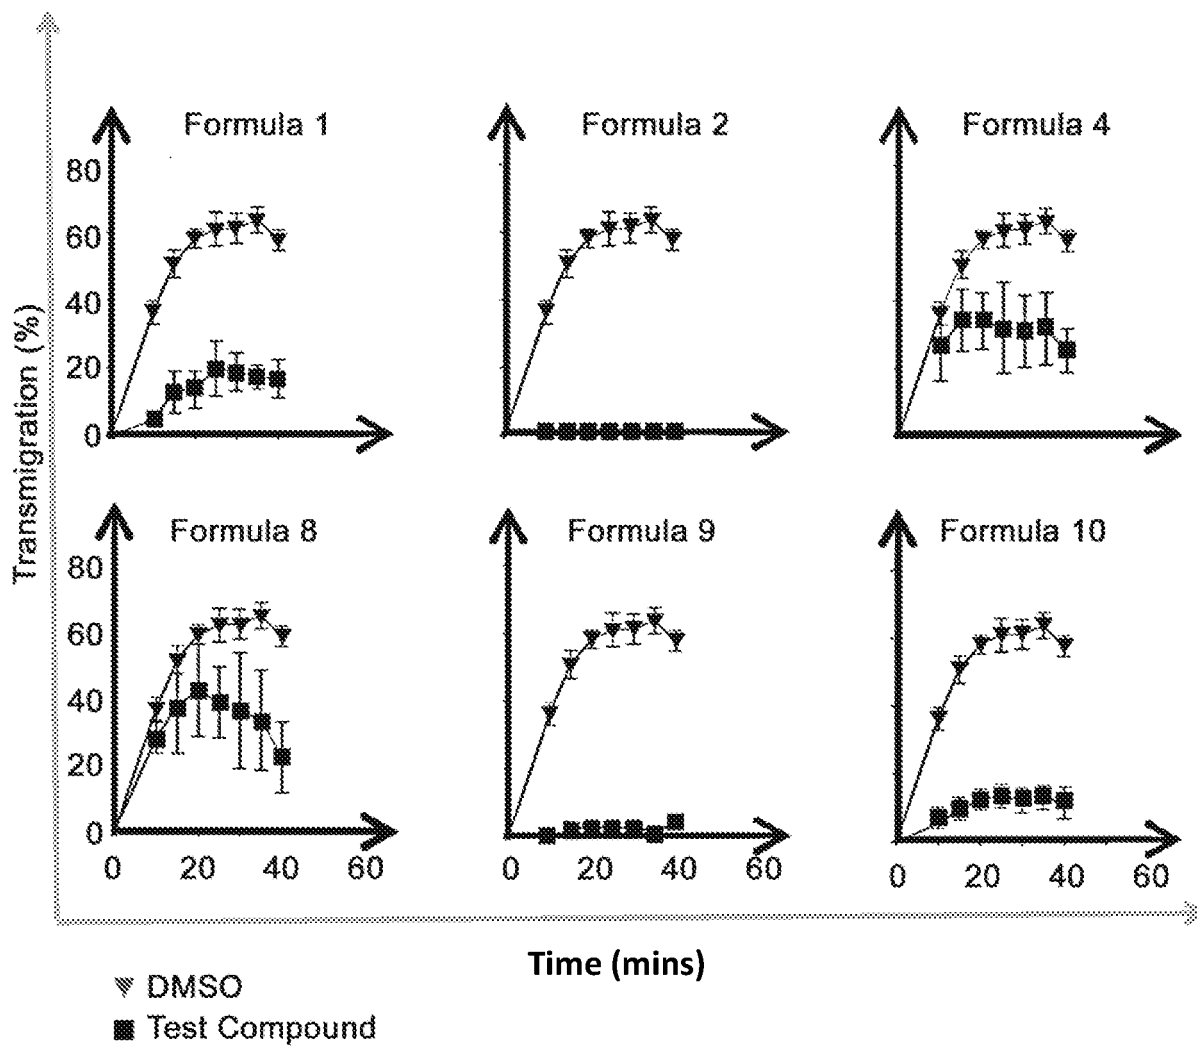 Formula 1
Formula 2
Formula 4
80
60
40
20
0
Transmigration (%)
Formula 8
Formula 9
Formula 10
80
60
40
20
0
0 20 40 60
0 20 40 60
0 20 40 60
Time (mins)
DMSO
Test Compound